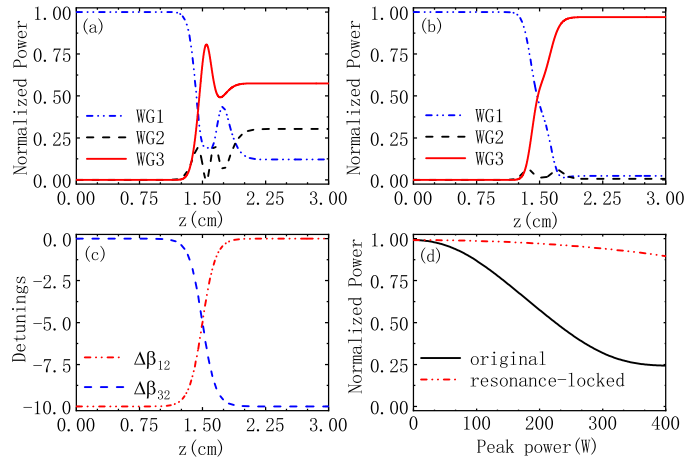 1.00
0.75
0.50
0.25
0.00
Normalized Power
(a)
WG1
WG2
WG3
0.00 0.75 1.50 2.25 3.00
z(cm)
1.00
0.75
0.50
0.25
0.00
Normalized Power
(b)
WG1
WG2
WG3
0.00 0.75 1.50 2.25 3.00
z(cm)
0.0
-2.5
-5.0
-7.5
-10.0
Detunings
(c)
Δβ12
Δβ32
0.00 0.75 1.50 2.25 3.00
z(cm)
1.00
0.75
0.50
0.25
0.00
Normalized Power
(d)
original
resonance-locked
0 100 200 300 400
Peak power(W)